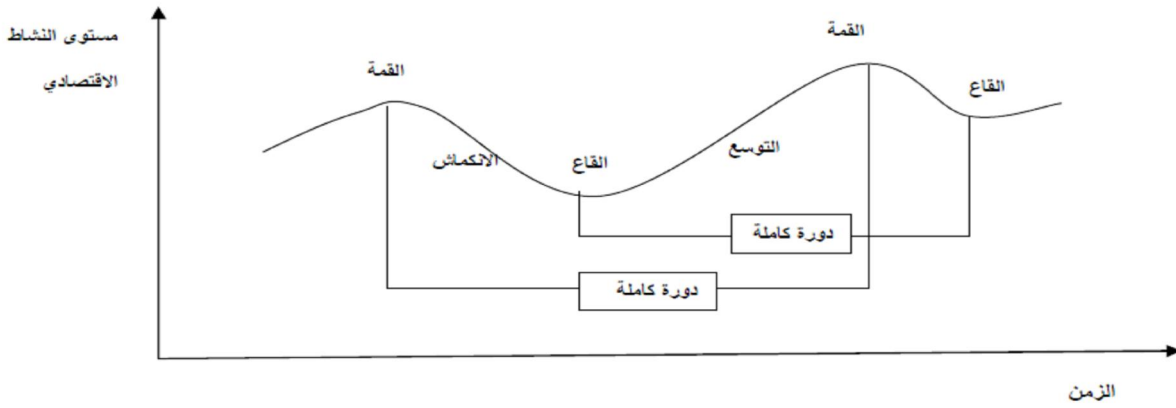 مستوى النشاط
الاقتصادي
القمة
القمة
القاع
الانكماش
القاع
التوسع
دورة كاملة
دورة كاملة
الزمن